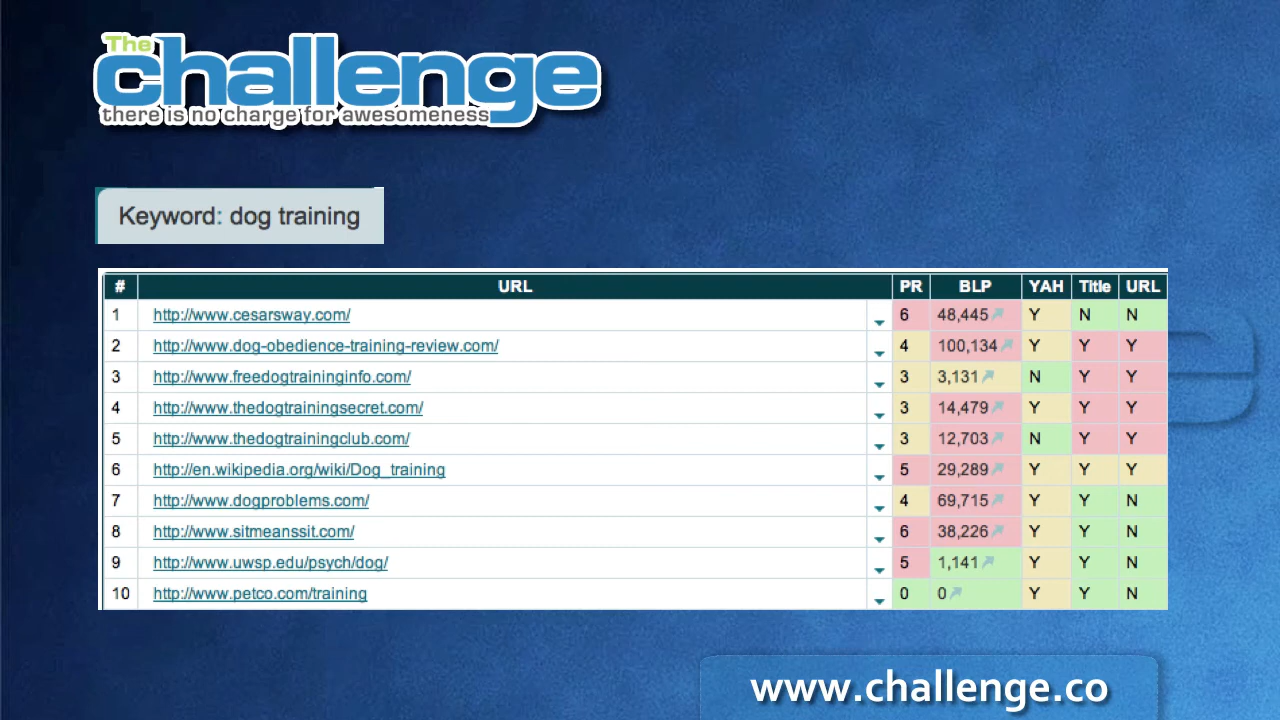 The
challenge
there is no charge for awesomeness
Keyword: dog training
# URL PR BLP YAH Title URL
1 http://www.cesarsway.com/ 6 48,445 Y N N
2 http://www.dog-obedience-training-review.com/ 4 100,134 Y Y Y
3 http://www.freedogtraininginfo.com/ 3 3,131 N Y Y
4 http://www.thedogtrainingsecret.com/ 3 14,479 Y Y Y
5 http://www.thedogtrainingclub.com/ 3 12,703 N Y Y
6 http://en.wikipedia.org/wiki/Dog_training 5 29,289 Y Y Y
7 http://www.dogproblems.com/ 4 69,715 Y Y N
8 http://www.sitmeanssit.com/ 6 38,226 Y Y N
9 http://www.uwsp.edu/psych/dog/ 5 1,141 Y Y N
10 http://www.petco.com/training 0 0 Y Y N
www.challenge.co